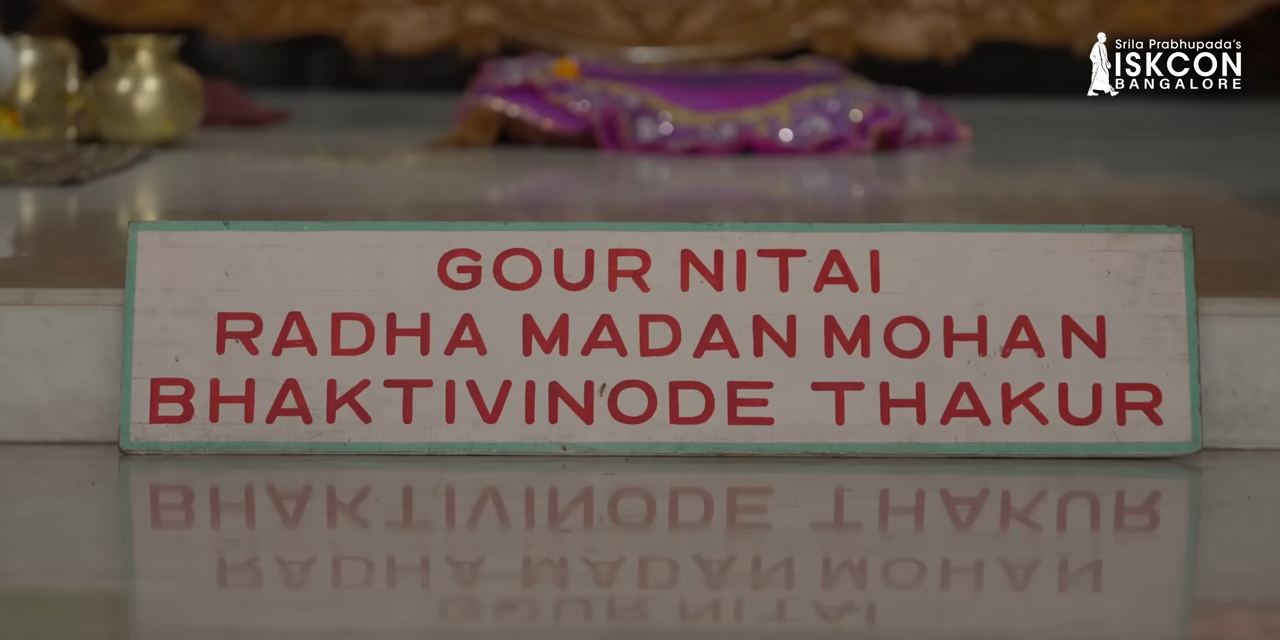 Srila Prabhupada's
ISKCON
BANGALORE
GOUR NITAI
RADHA MADAN MOHAN
BHAKTIVINODE THAKUR